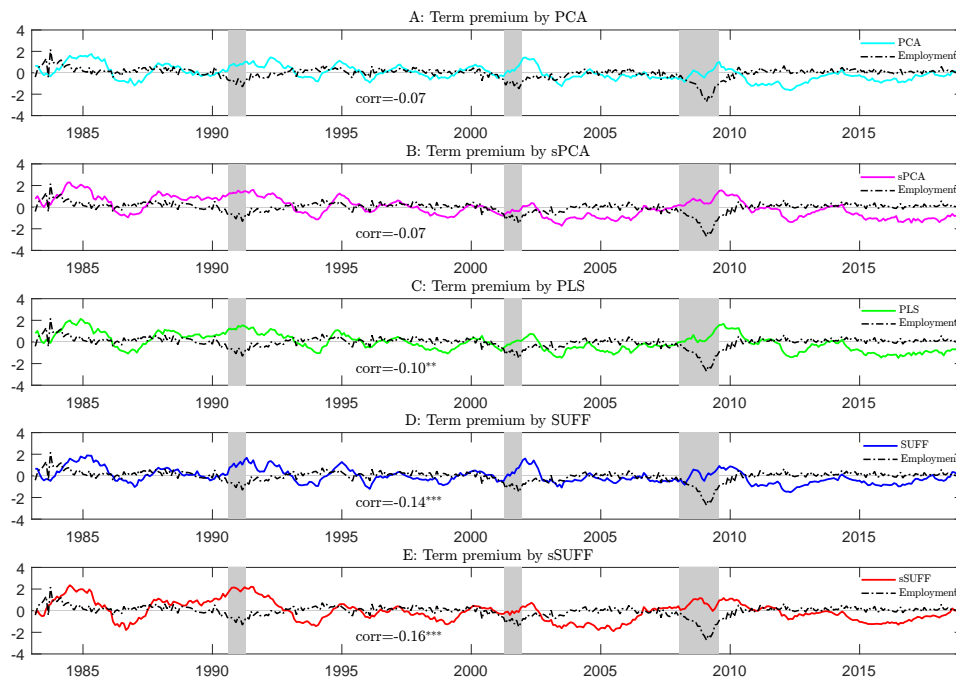 A: Term premium by PCA
4
2
0
-2
-4
PCA
Employment
corr=-0.07
1985 1990 1995 2000 2005 2010 2015
B: Term premium by sPCA
4
2
0
-2
-4
sPCA
Employment
corr=-0.07
1985 1990 1995 2000 2005 2010 2015
C: Term premium by PLS
4
2
0
-2
-4
PLS
Employment
corr=-0.10**
1985 1990 1995 2000 2005 2010 2015
D: Term premium by SUFF
4
2
0
-2
-4
SUFF
Employment
corr=-0.14***
1985 1990 1995 2000 2005 2010 2015
E: Term premium by sSUFF
4
2
0
-2
-4
sSUFF
Employment
corr=-0.16***
1985 1990 1995 2000 2005 2010 2015